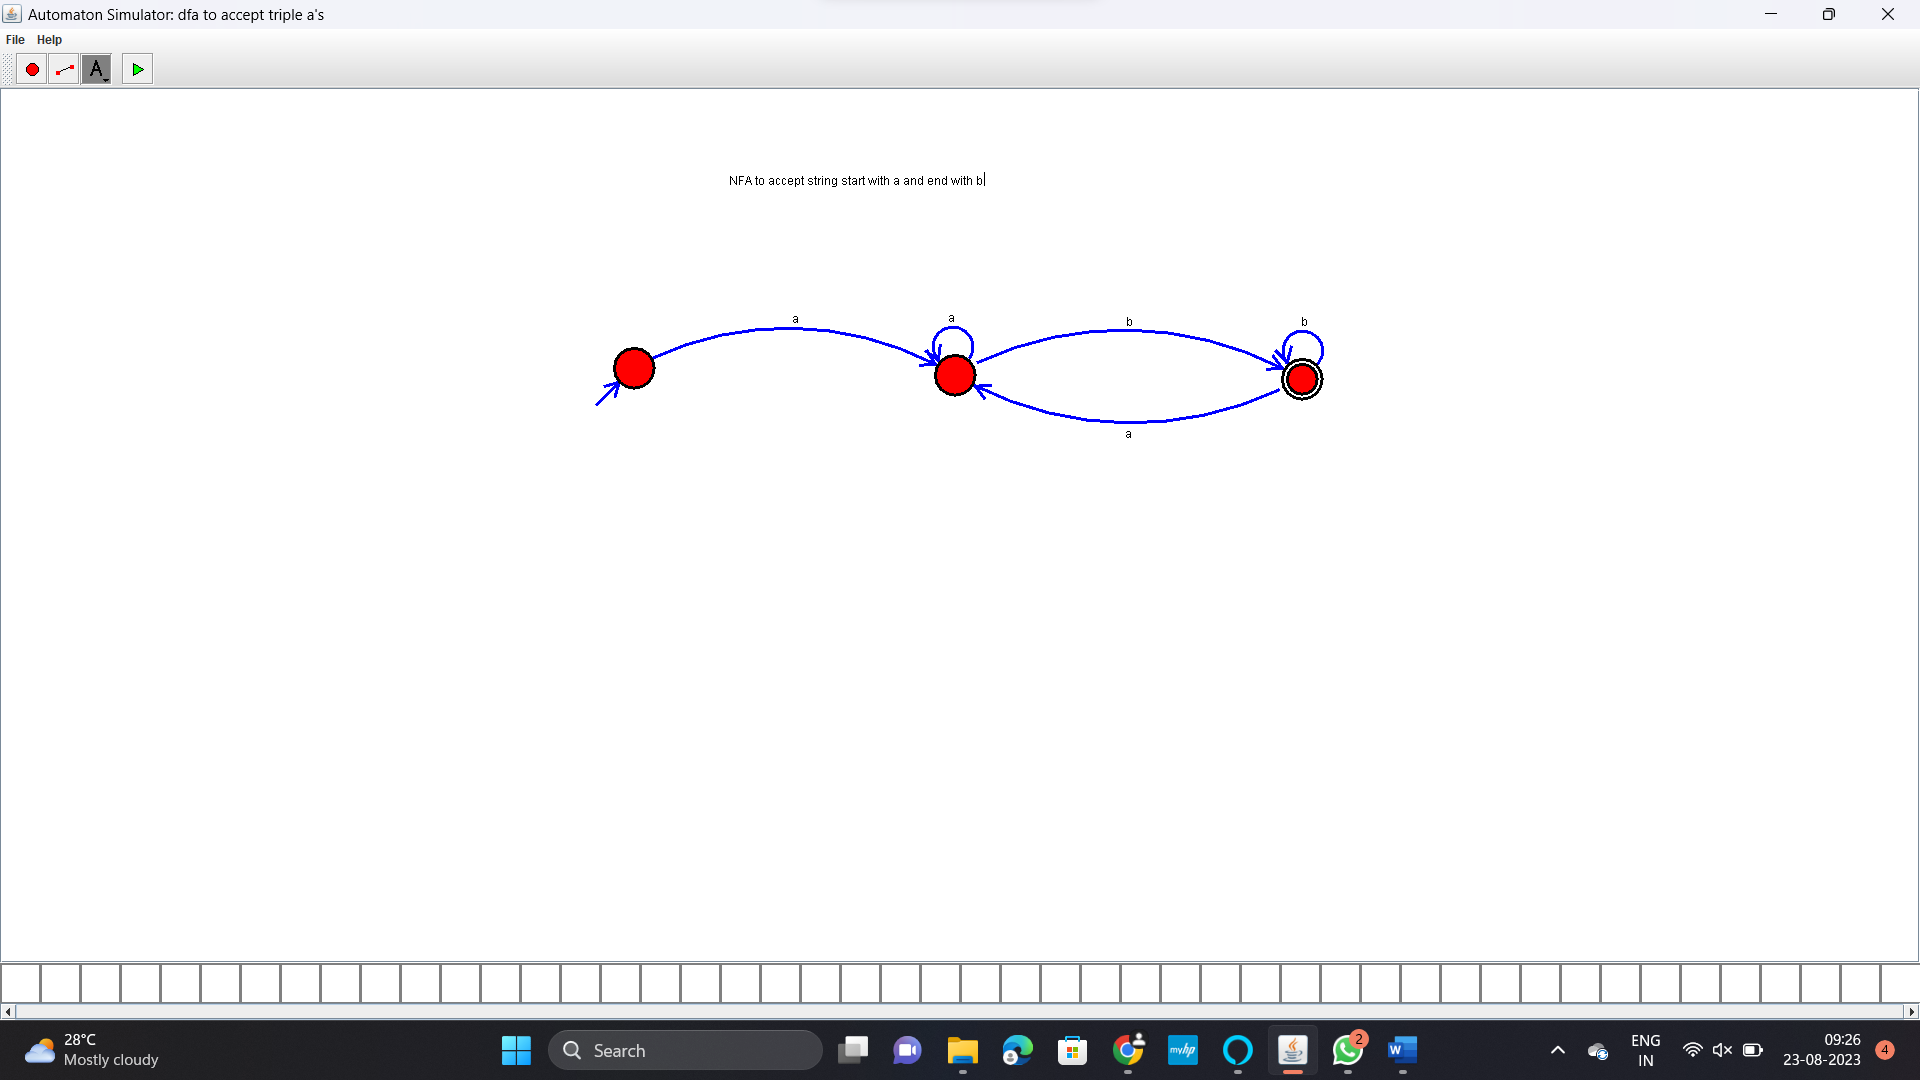 Automaton Simulator: dfa to accept triple a's
File Help
A
NFA to accept string start with a and end with b
a
a
b
b
a
28°C
Mostly cloudy
Search
myhp
2
W
ENG
IN
09:26
23-08-2023
4